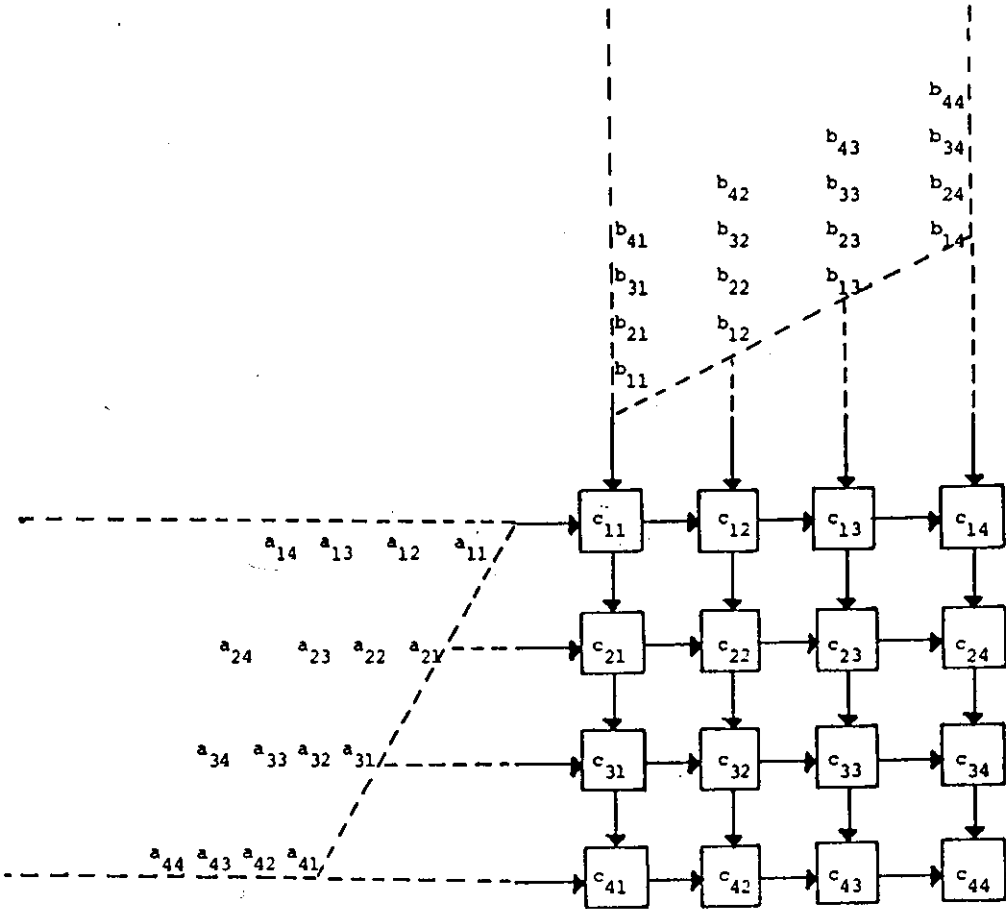 b44
b43 b34
b42 b33 b24
b41 b32 b23 b14
b31 b22 b13
b21 b12
b11
c11 c12 c13 c14
a14 a13 a12 a11
a24 a23 a22 a21 c21 c22 c23 c24
a34 a33 a32 a31 c31 c32 c33 c34
a44 a43 a42 a41 c41 c42 c43 c44